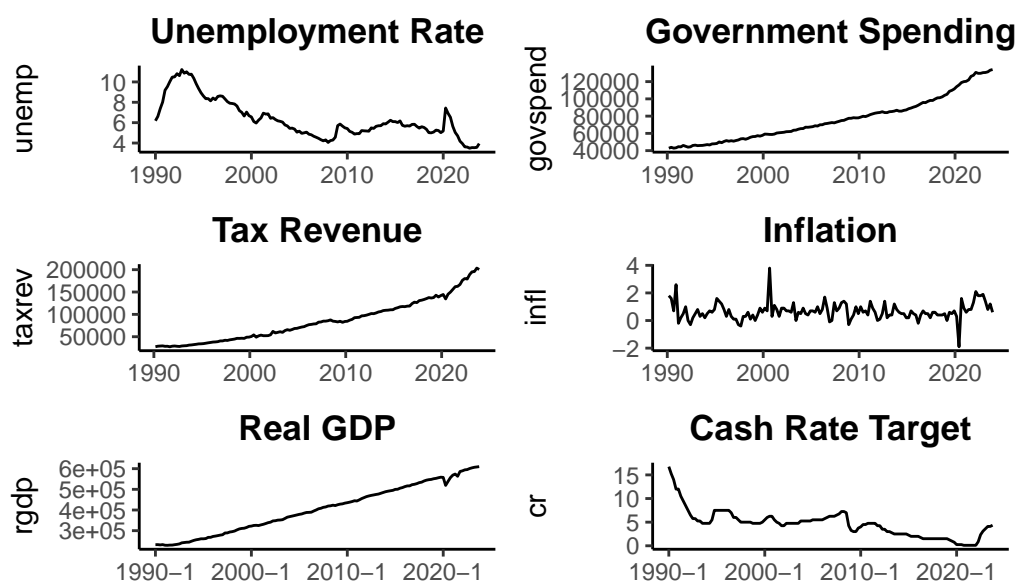 Unemployment Rate
unemp
10
8
6
4
1990 2000 2010 2020
Government Spending
govspend
120000
100000
80000
60000
40000
1990 2000 2010 2020
Tax Revenue
taxrev
200000
150000
100000
50000
1990 2000 2010 2020
Inflation
infl
4
2
0
−2
1990 2000 2010 2020
Real GDP
rgdp
6e+05
5e+05
4e+05
3e+05
1990−1 2000−1 2010−1 2020−1
Cash Rate Target
cr
15
10
5
0
1990−1 2000−1 2010−1 2020−1